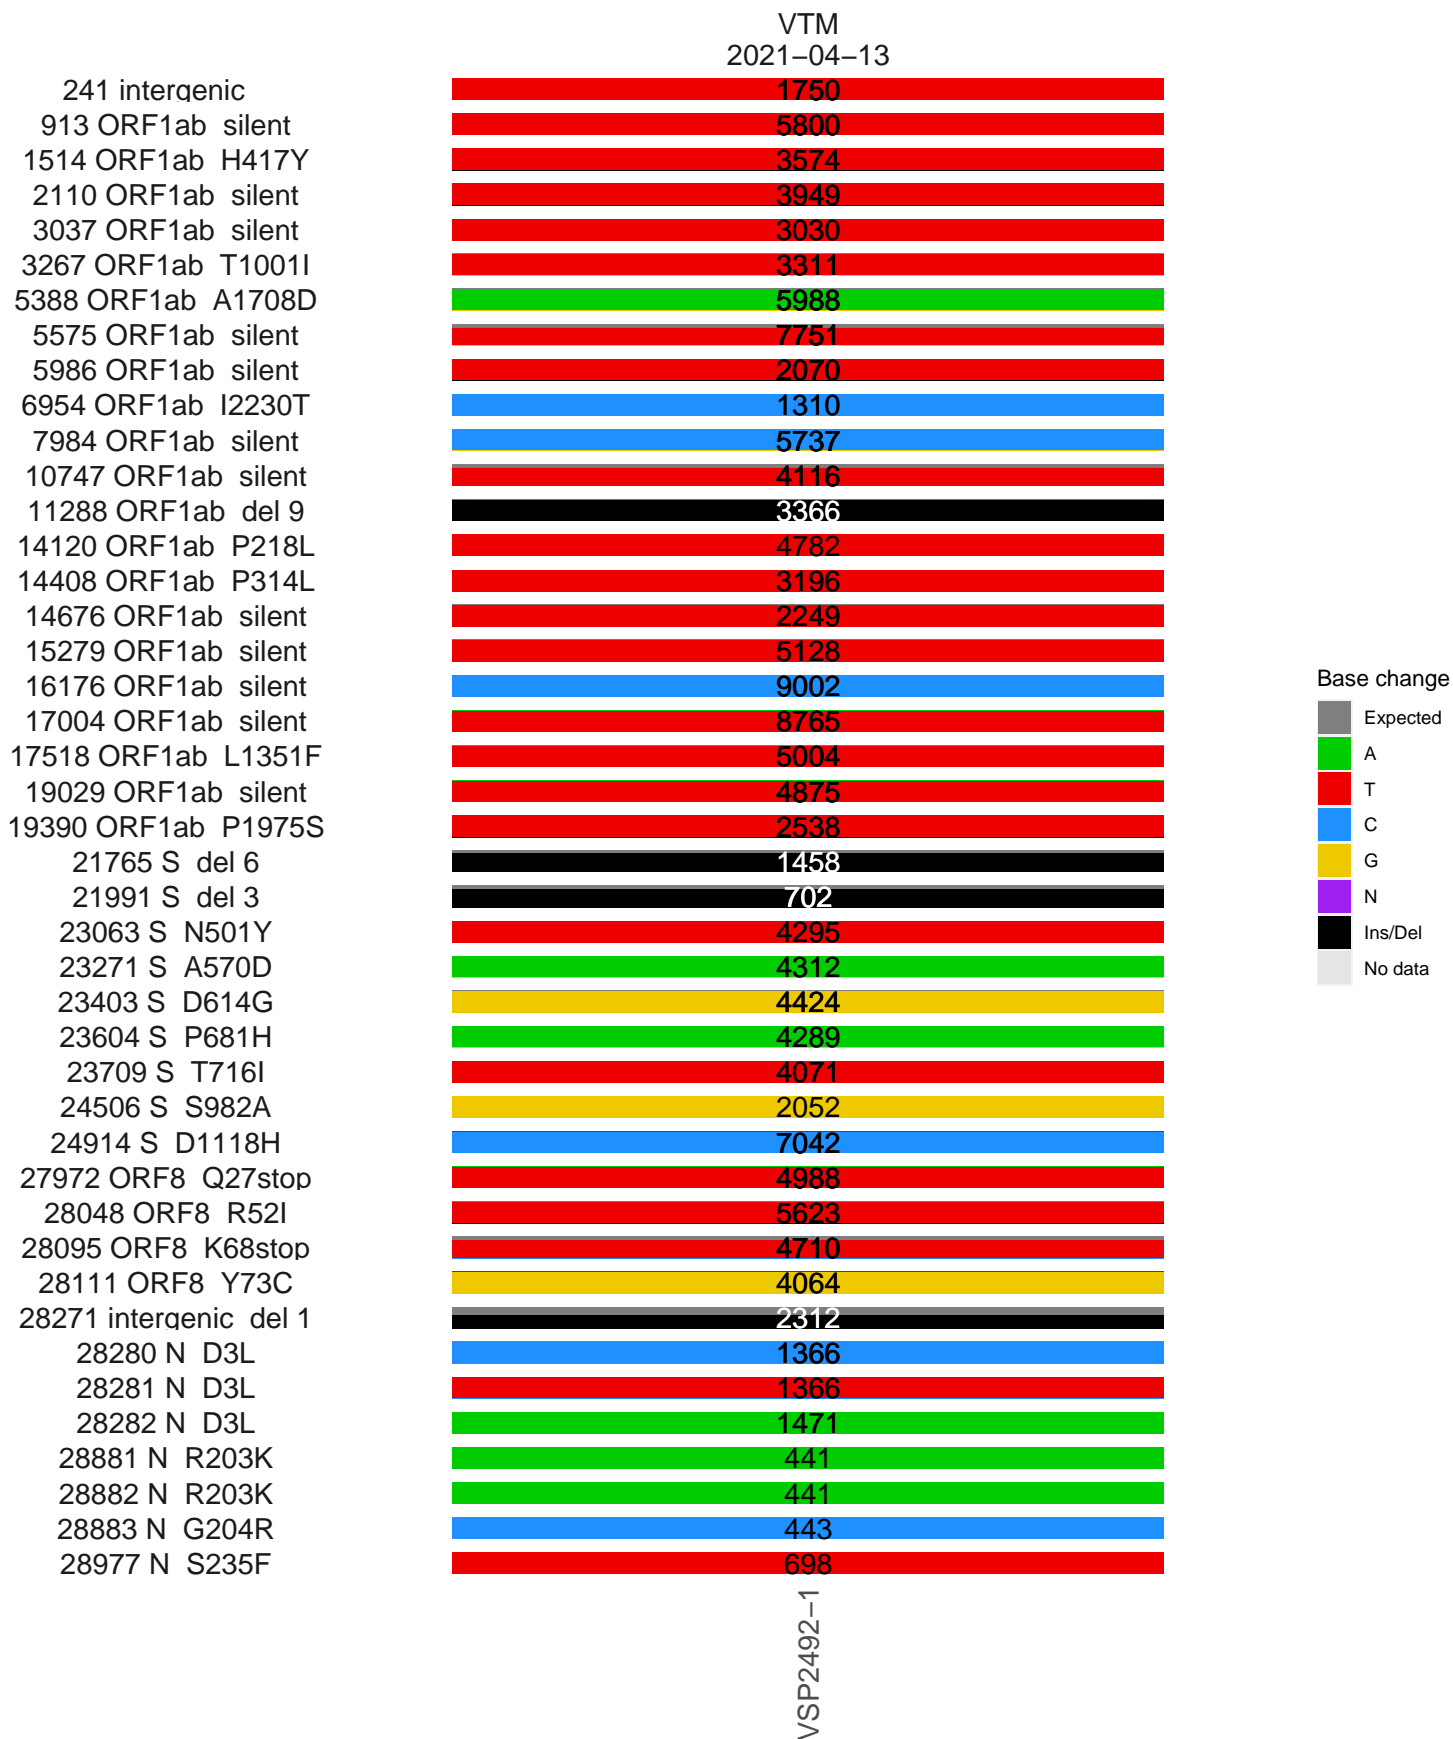 VTM
2021−04−13
241 intergenic 1750
913 ORF1ab silent 5800
1514 ORF1ab H417Y 3574
2110 ORF1ab silent 3949
3037 ORF1ab silent 3030
3267 ORF1ab T1001I 3311
5388 ORF1ab A1708D 5988
5575 ORF1ab silent 7751
5986 ORF1ab silent 2070
6954 ORF1ab I2230T 1310
7984 ORF1ab silent 5737
10747 ORF1ab silent 4116
11288 ORF1ab del 9 3366
14120 ORF1ab P218L 4782
14408 ORF1ab P314L 3196
14676 ORF1ab silent 2249
15279 ORF1ab silent 5128
16176 ORF1ab silent 9002
17004 ORF1ab silent 8765
17518 ORF1ab L1351F 5004
19029 ORF1ab silent 4875
19390 ORF1ab P1975S 2538
21765 S del 6 1458
21991 S del 3 702
23063 S N501Y 4295
23271 S A570D 4312
23403 S D614G 4424
23604 S P681H 4289
23709 S T716I 4071
24506 S S982A 2052
24914 S D1118H 7042
27972 ORF8 Q27stop 4988
28048 ORF8 R52I 5623
28095 ORF8 K68stop 4710
28111 ORF8 Y73C 4064
28271 intergenic del 1 2312
28280 N D3L 1366
28281 N D3L 1366
28282 N D3L 1471
28881 N R203K 441
28882 N R203K 441
28883 N G204R 443
28977 N S235F 698
VSP2492−1
Base change
Expected
A
T
C
G
N
Ins/Del
No data